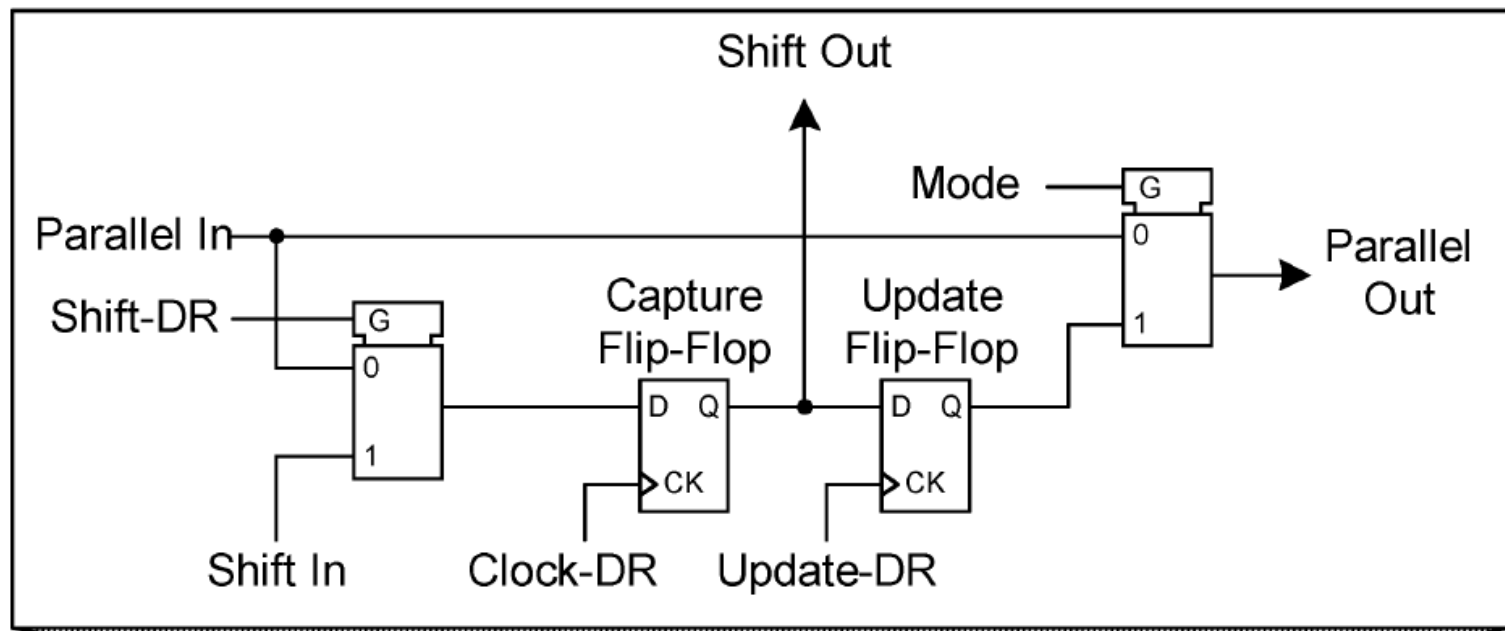 Shift Out
Mode
G
Parallel In
0
Parallel
Out
Shift-DR
G
Capture
Flip-Flop
Update
Flip-Flop
1
0
D Q
D Q
1
CK
CK
Shift In
Clock-DR
Update-DR